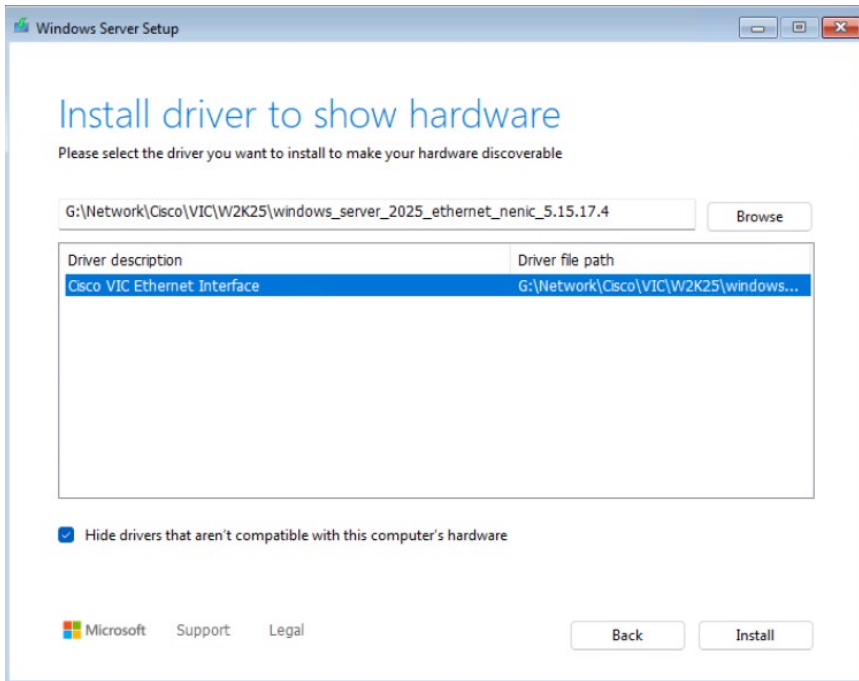 Windows Server Setup
Install driver to show hardware
Please select the driver you want to install to make your hardware discoverable
G:\Network\Cisco\VIC\W2K25\windows_server_2025_ethernet_nenic_5.15.17.4
Browse
Driver description Driver file path
Cisco VIC Ethernet Interface G:\Network\Cisco\VIC\W2K25\windows...
Hide drivers that aren't compatible with this computer's hardware
Microsoft Support Legal Back Install